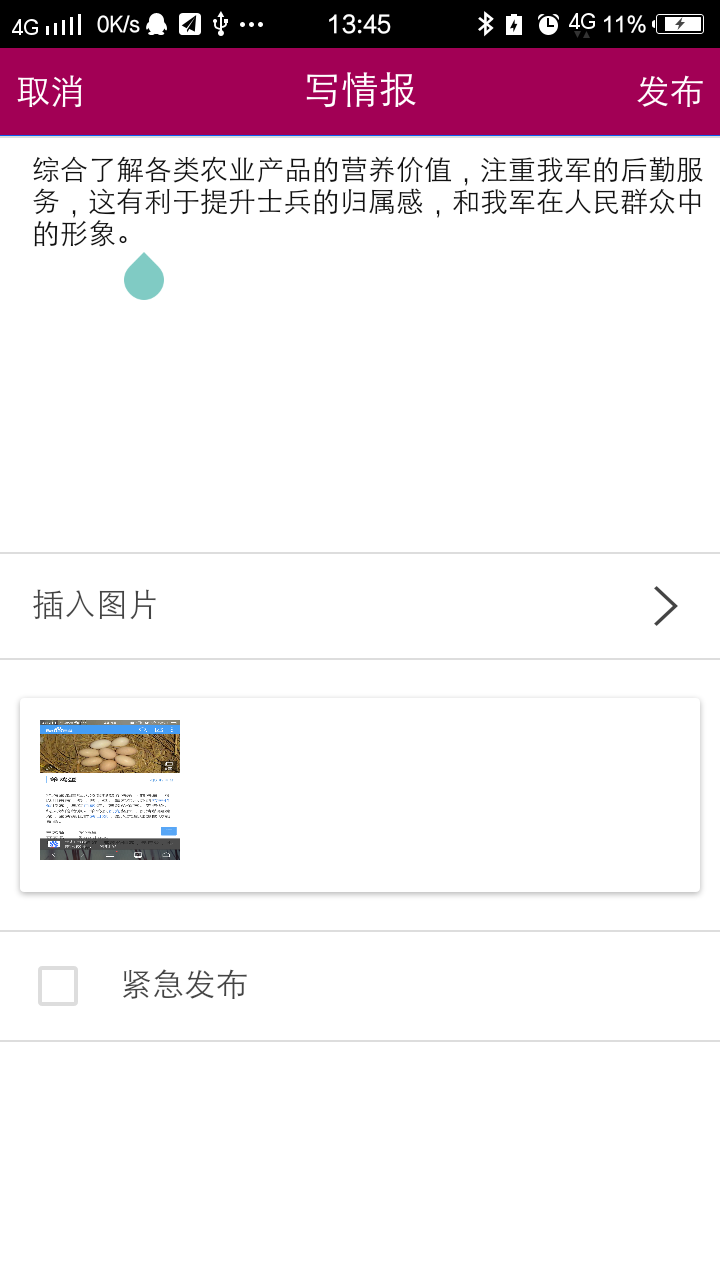 4G 0K/s 13:45 4G 11%
取消 写情报 发布
综合了解各类农业产品的营养价值，注重我军的后勤服
务，这有利于提升士兵的归属感，和我军在人民群众中
的形象。
插入图片
紧急发布